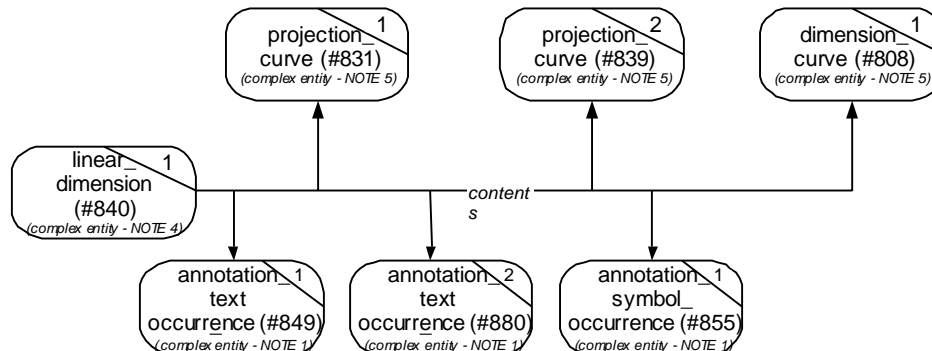 projection_ 1
curve (#831)
(complex entity - NOTE 5)
projection_ 2
curve (#839)
(complex entity - NOTE 5)
dimension_ 1
curve (#808)
(complex entity - NOTE 5)
linear_ 1
dimension
(#840)
(complex entity - NOTE 4)
content
s
annotation_ 1
text
occurrence (#849)
(complex entity - NOTE 1)
annotation_ 2
text
occurrence (#880)
(complex entity - NOTE 1)
annotation_ 1
symbol_
occurrence (#855)
(complex entity - NOTE 1)